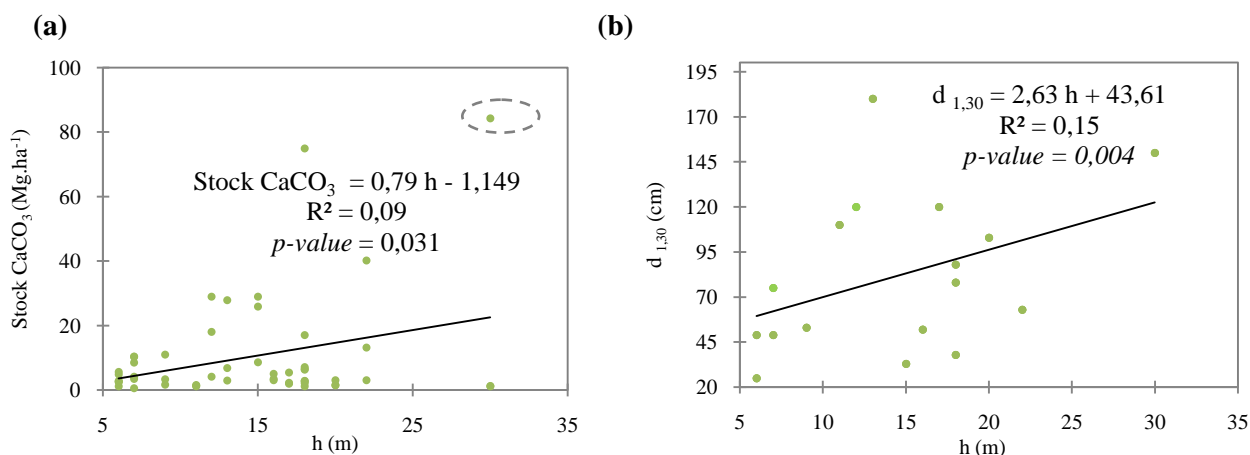 (a)
100
80
60
40
20
0
Stock CaCO₃ (Mg.ha⁻¹)
Stock CaCO₃ = 0,79 h - 1,149
R² = 0,09
p-value = 0,031
5 15 25 35
h (m)
(b)
195
170
145
120
95
70
45
20
d ₁,₃₀ (cm)
d ₁,₃₀ = 2,63 h + 43,61
R² = 0,15
p-value = 0,004
5 10 15 20 25 30 35
h (m)